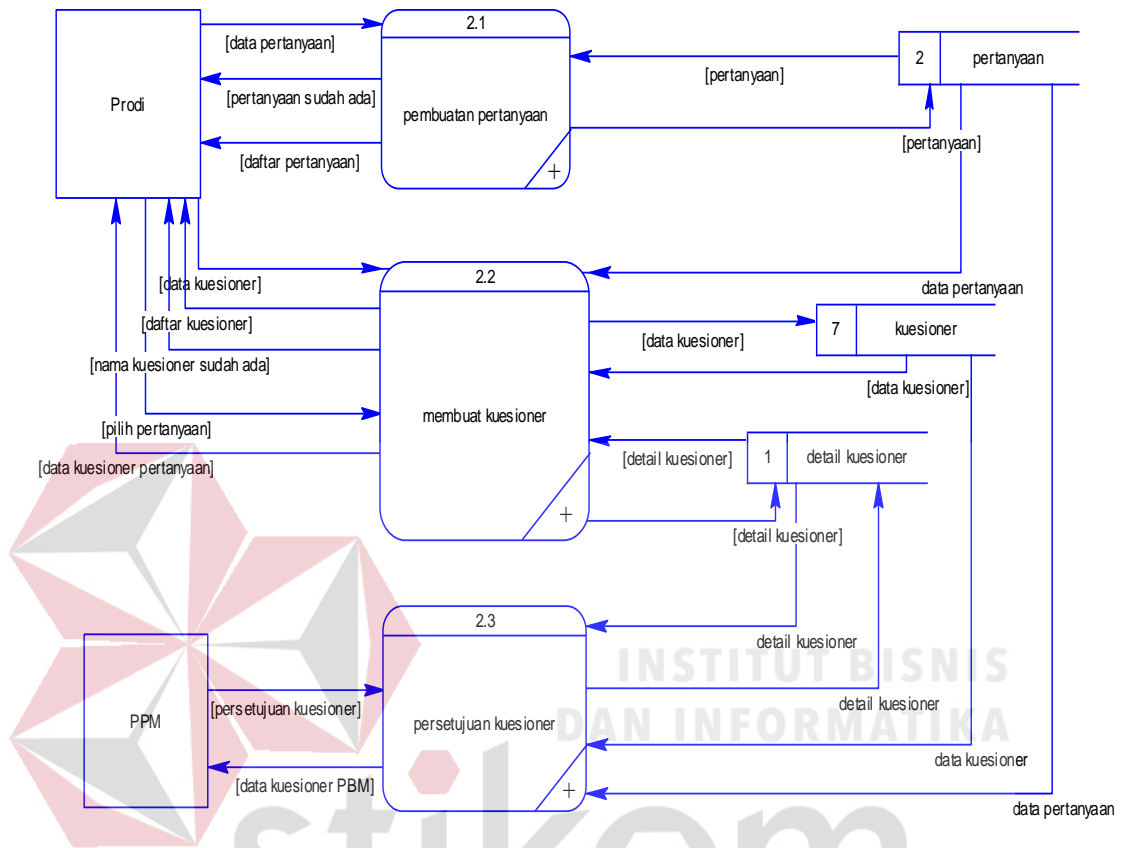 2.1
[data pertanyaan]
2
pertanyaan
[pertanyaan]
[pertanyaan sudah ada]
Prodi
pembuatan pertanyaan
[pertanyaan]
[daftar pertanyaan]
+
2.2
[data kuesioner]
data pertanyaan
[daftar kuesioner]
7
kuesioner
[data kuesioner]
[nama kuesioner sudah ada]
[data kuesioner]
membuat kuesioner
[pilih pertanyaan]
[detail kuesioner]
1
detail kuesioner
[data kuesioner pertanyaan]
+
[detail kuesioner]
2.3
detail kuesioner
INSTITUT BISNIS
DAN INFORMATIKA
[persetujuan kuesioner]
detail kuesioner
PPM
persetujuan kuesioner
data kuesioner
[data kuesioner PBM]
+
data pertanyaan
stikom